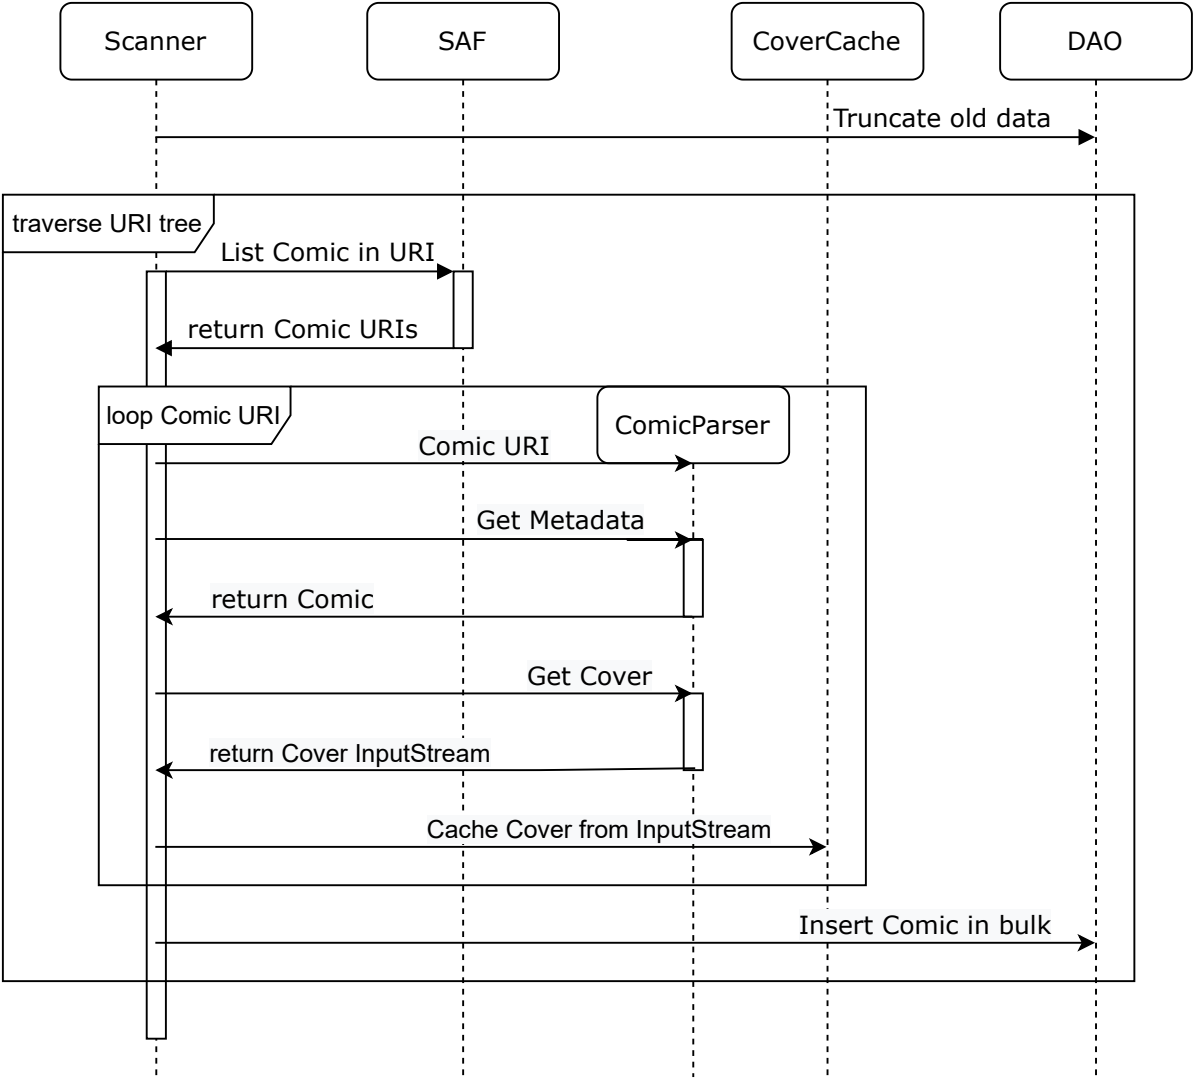 Scanner
SAF
CoverCache
DAO
Truncate old data
traverse URI tree
List Comic in URI
return Comic URIs
loop Comic URI
ComicParser
Comic URI
Get Metadata
return Comic
Get Cover
return Cover InputStream
Cache Cover from InputStream
Insert Comic in bulk